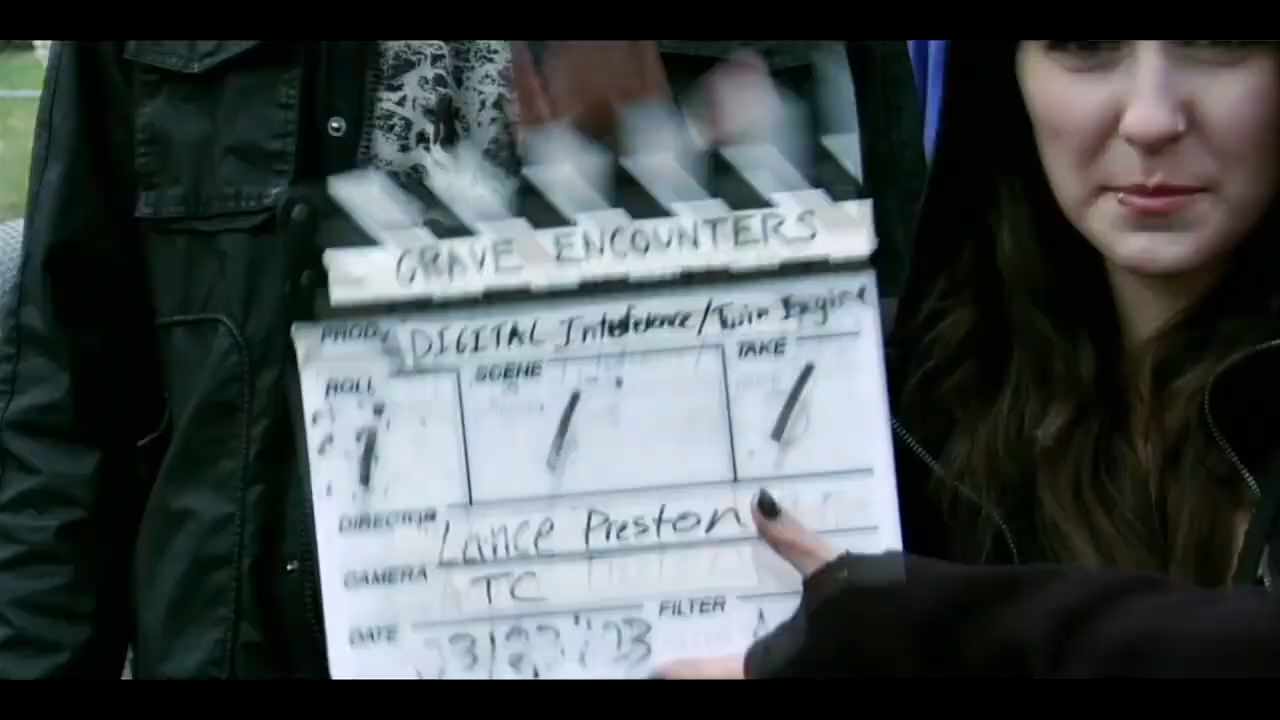 GRAVE ENCOUNTERS
PROD. DIGITAL Interference/Twin Engine
ROLL SCENE TAKE
1 1 1
DIRECTOR Lance Preston
CAMERA TC
DATE FILTER